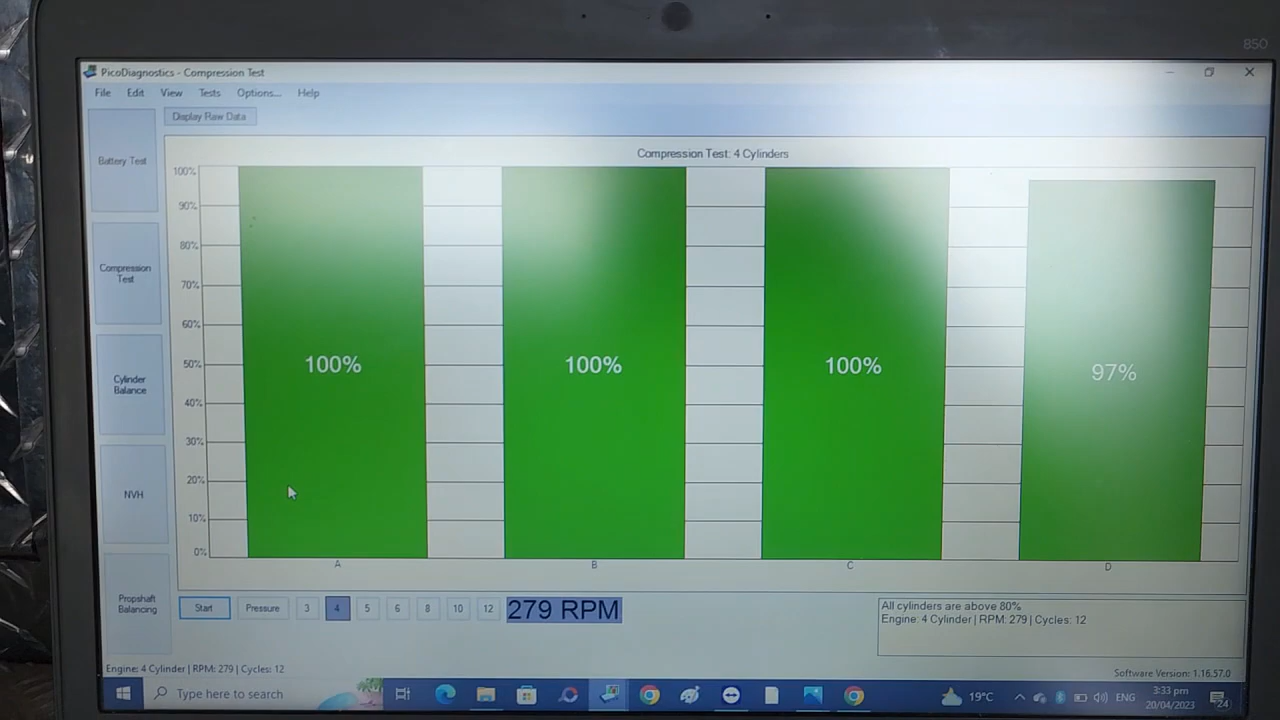 850
PicoDiagnostics - Compression Test
File Edit View Tests Options... Help
Display Raw Data
Battery Test
Compression
Test
Cylinder
Balance
NVH
Propshaft
Balancing
Compression Test: 4 Cylinders
100%
90%
80%
70%
60%
50%
40%
30%
20%
10%
0%
100% 100% 100% 97%
A B C D
Start Pressure 3 4 5 6 8 10 12 279 RPM
All cylinders are above 80%
Engine: 4 Cylinder | RPM: 279 | Cycles: 12
Engine: 4 Cylinder | RPM: 279 | Cycles: 12
Software Version: 1.16.57.0
Type here to search
19°C
ENG
3:33 pm
20/04/2023
24